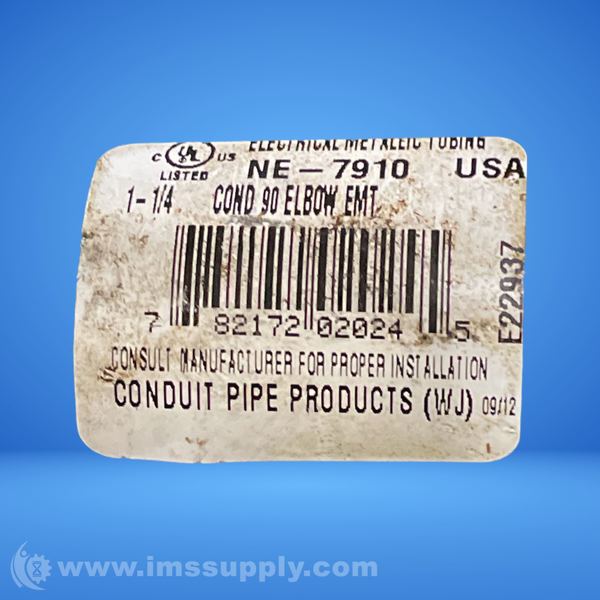 ELECTRICAL METALLIC TUBING
C UL US
LISTED
NE-7910 USA
1-1/4 COND 90 ELBOW EMT
7 82172 02024 5
E22937
CONSULT MANUFACTURER FOR PROPER INSTALLATION
CONDUIT PIPE PRODUCTS (WJ) 09/12
www.imssupply.com